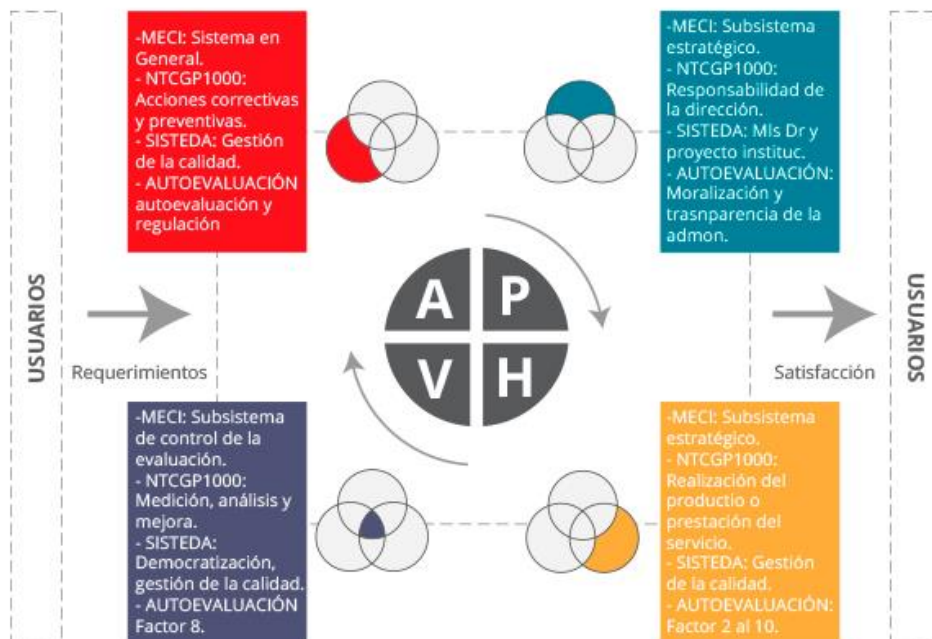 USUARIOS
-MECI: Sistema en
General.
- NTCGP1000:
Acciones correctivas
y preventivas.
- SISTEDA: Gestión
de la calidad.
- AUTOEVALUACIÓN
autoevaluación y
regulación
-MECI: Subsistema
estratégico.
- NTCGP1000:
Responsabilidad de
la dirección.
- SISTEDA: MIs Dr y
proyecto instituc.
- AUTOEVALUACIÓN:
Moralización y
trasnparencia de la
admon.
A P
V H
Requerimientos
Satisfacción
-MECI: Subsistema
de control de la
evaluación.
- NTCGP1000:
Medición, análisis y
mejora.
- SISTEDA:
Democratización,
gestión de la calidad.
- AUTOEVALUACIÓN
Factor 8.
-MECI: Subsistema
estratégico.
- NTCGP1000:
Realización del
productio o
prestación del
servicio.
- SISTEDA: Gestión
de la calidad.
- AUTOEVALUACIÓN:
Factor 2 al 10.
USUARIOS